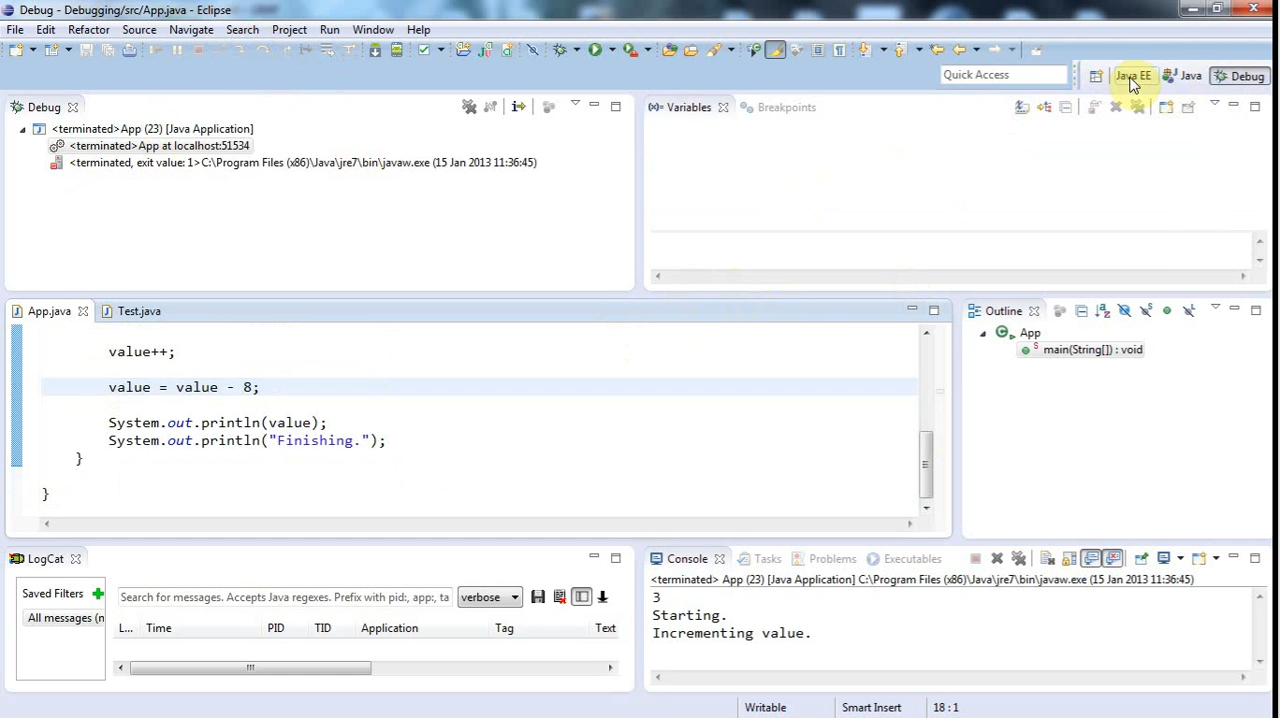 Debug - Debugging/src/App.java - Eclipse
File Edit Refactor Source Navigate Search Project Run Window Help
Quick Access
Java EE Java Debug
Debug
Variables Breakpoints
<terminated>App (23) [Java Application]
<terminated>App at localhost:51534
<terminated, exit value: 1>C:\Program Files (x86)\Java\jre7\bin\javaw.exe (15 Jan 2013 11:36:45)
App.java Test.java
value++;
value = value - 8;
System.out.println(value);
System.out.println("Finishing.");
}
}
Outline
App
main(String[]) : void
LogCat
Saved Filters
All messages (n
Search for messages. Accepts Java regexes. Prefix with pid:, app:, ta
verbose
L... Time PID TID Application Tag Text
Console Tasks Problems Executables
<terminated> App (23) [Java Application] C:\Program Files (x86)\Java\jre7\bin\javaw.exe (15 Jan 2013 11:36:45)
3
Starting.
Incrementing value.
Writable Smart Insert 18 : 1